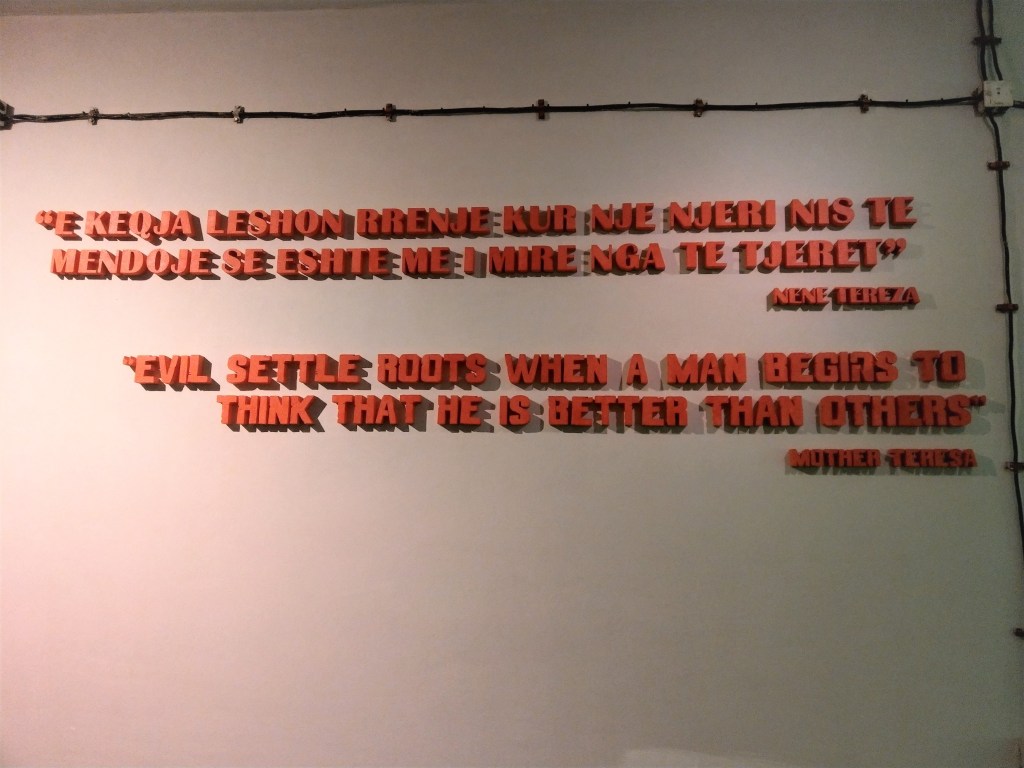 “E KEQJA LESHON RRENJE KUR NJE NJERI NIS TE
MENDOJE SE ESHTE ME I MIRE NGA TE TJERET”
NENE TEREZA
“EVIL SETTLE ROOTS WHEN A MAN BEGINS TO
THINK THAT HE IS BETTER THAN OTHERS“
MOTHER TERESA